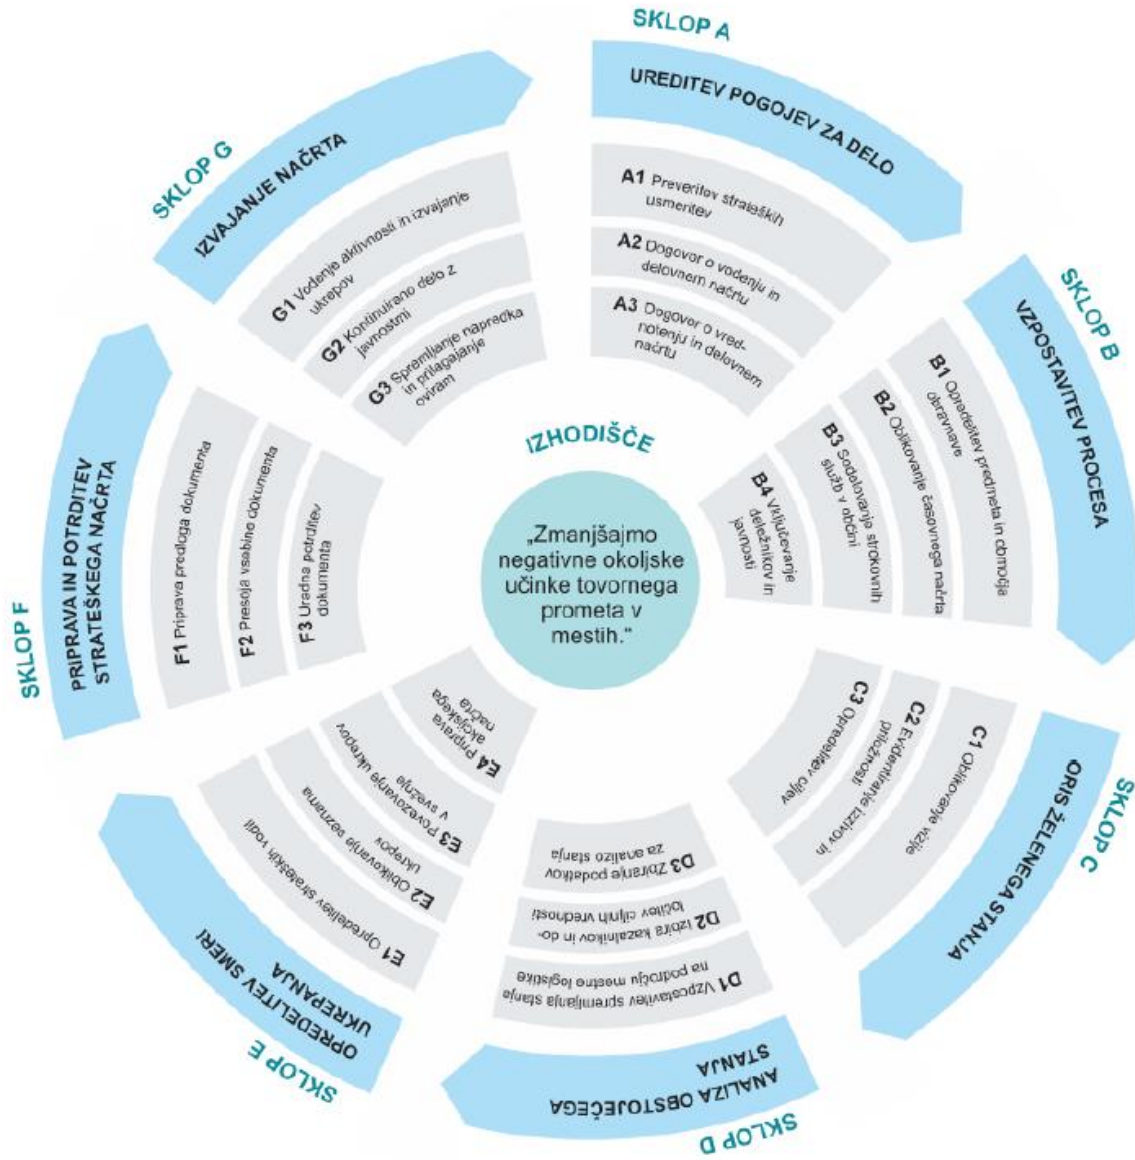 SKLOP A
UREDITEV POGOJEV ZA DELO
A1 Preveritev strateških
usmeritev
A2 Dogovor o vodenju in
delovnem načrtu
A3 Dogovor o vred-
notenju in delovnem
načrtu
SKLOP B
VZPOSTAVITEV PROCESA
B1 Opredelitev predmeta in območja
obravnave
B2 Oblikovanje časovnega načrta
B3 Sodelovanje strokovnih
služb v občini
B4 Vključevanje
deležnikov in
javnosti
SKLOP C
ORIS ŽELENEGA STANJA
C1 Oblikovanje vizije
C2 Evidentiranje izzivov in
priložnosti
C3 Opredelitev ciljev
SKLOP D
ANALIZA OBSTOJEČEGA
STANJA
D1 Vzpostavitev spremljanja stanja
na področju mestne logistike
D2 Izbira kazalnikov in do-
ločitev ciljnih vrednosti
D3 Zbiranje podatkov
za analizo stanja
SKLOP E
OPREDELITEV SMERI
UKREPANJA
E1 Opredelitev strateških vodil
E2 Oblikovanje seznama
ukrepov
E3 Povezovanje ukrepov
v svežnje
E4 Priprava
akcijskega
načrta
SKLOP F
PRIPRAVA IN POTRDITEV
STRATEŠKEGA NAČRTA
F1 Priprava predloga dokumenta
F2 Presoja vsebine dokumenta
F3 Uradna potrditev
dokumenta
SKLOP G
IZVAJANJE NAČRTA
G1 Vodenje aktivnosti in izvajanje
ukrepov
G2 Kontinuirano delo z
javnostmi
G3 Spremljanje napredka
in prilagajanje
oviram
IZHODIŠČE
„Zmanjšajmo
negativne okoljske
učinke tovornega
prometa v
mestih."